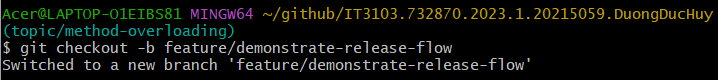 Acer@LAPTOP-O1EIBS81 MINGW64 ~/github/IT3103.732870.2023.1.20215059.DuongDucHuy
(topic/method-overloading)
$ git checkout -b feature/demonstrate-release-flow
Switched to a new branch 'feature/demonstrate-release-flow'